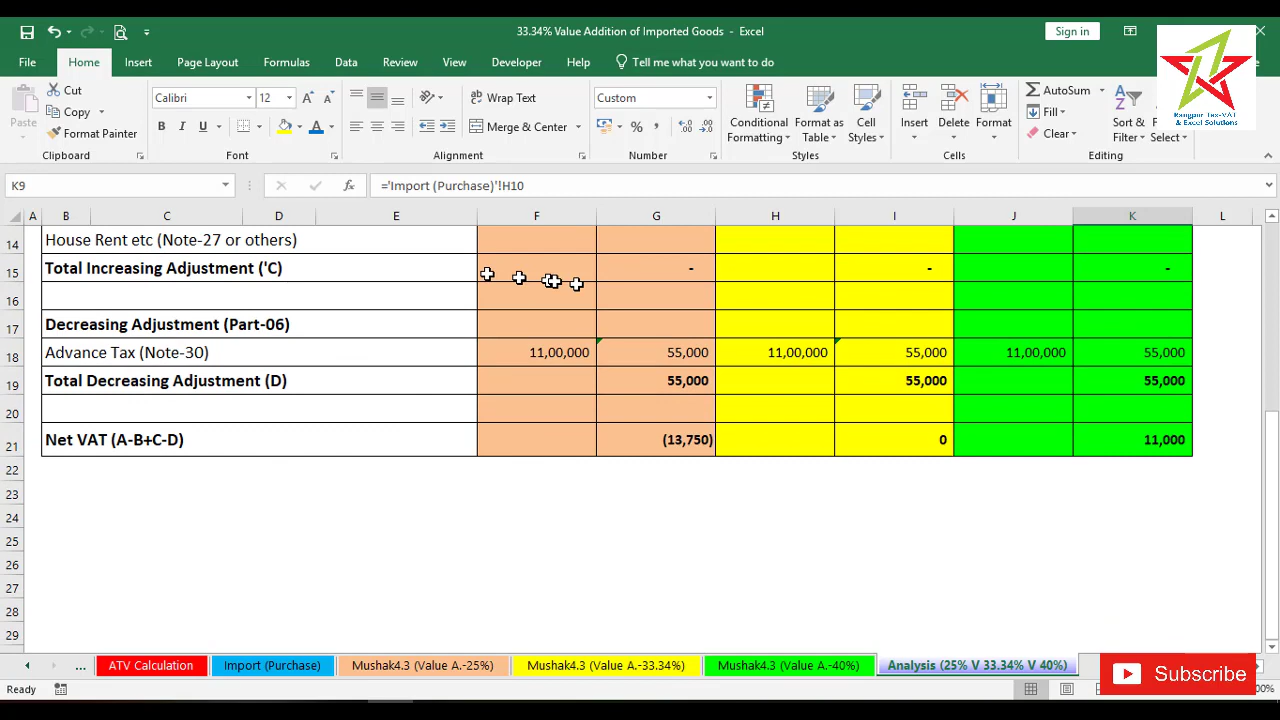 33.34% Value Addition of Imported Goods - Excel
Sign in
File Home Insert Page Layout Formulas Data Review View Developer Help Tell me what you want to do
Rangpur Tax-VAT
& Excel Solutions
Paste
Cut
Copy
Format Painter
Clipboard
Calibri 12
B I U
Font
Wrap Text
Merge & Center
Alignment
Custom
% ,
Number
Conditional Formatting
Format as Table
Cell Styles
Styles
Insert Delete Format
Cells
AutoSum
Fill
Clear
Sort & Filter
Select
Editing
K9 fx ='Import (Purchase)'!H10
A B C D E F G H I J K L
14 House Rent etc (Note-27 or others)
15 Total Increasing Adjustment ('C) - - -
16
17 Decreasing Adjustment (Part-06)
18 Advance Tax (Note-30) 11,00,000 55,000 11,00,000 55,000 11,00,000 55,000
19 Total Decreasing Adjustment (D) 55,000 55,000 55,000
20
21 Net VAT (A-B+C-D) (13,750) 0 11,000
22
23
24
25
26
27
28
29
... ATV Calculation Import (Purchase) Mushak4.3 (Value A.-25%) Mushak4.3 (Value A.-33.34%) Mushak4.3 (Value A.-40%) Analysis (25% V 33.34% V 40%)
Subscribe
Ready